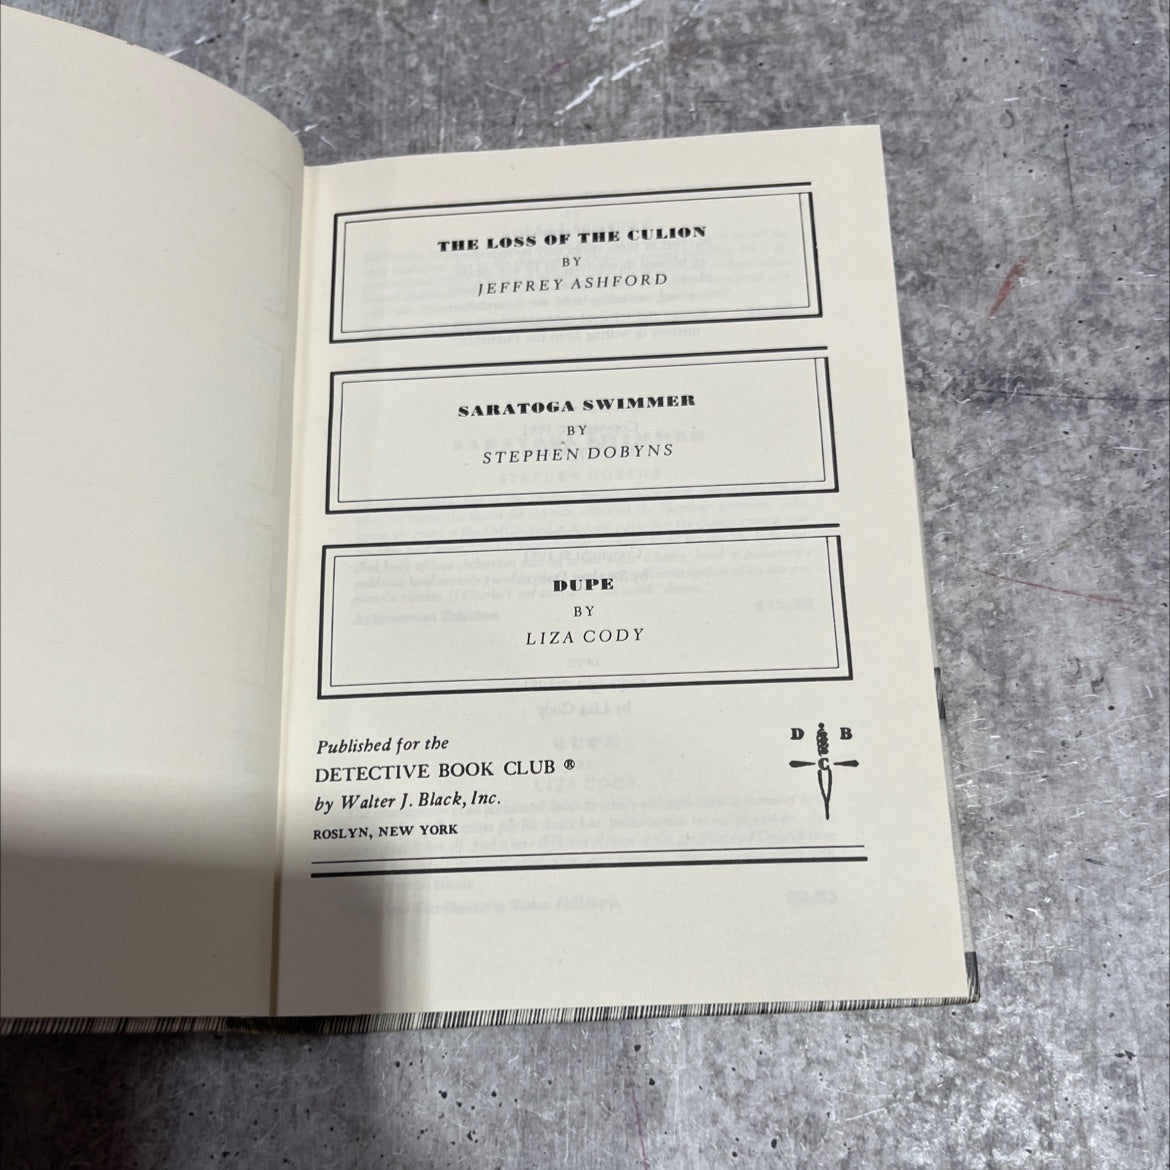 THE LOSS OF THE CULION
BY
JEFFREY ASHFORD
SARATOGA SWIMMER
BY
STEPHEN DOBYNS
DUPE
BY
LIZA CODY
Published for the
DETECTIVE BOOK CLUB ®
by Walter J. Black, Inc.
ROSLYN, NEW YORK
D B
C